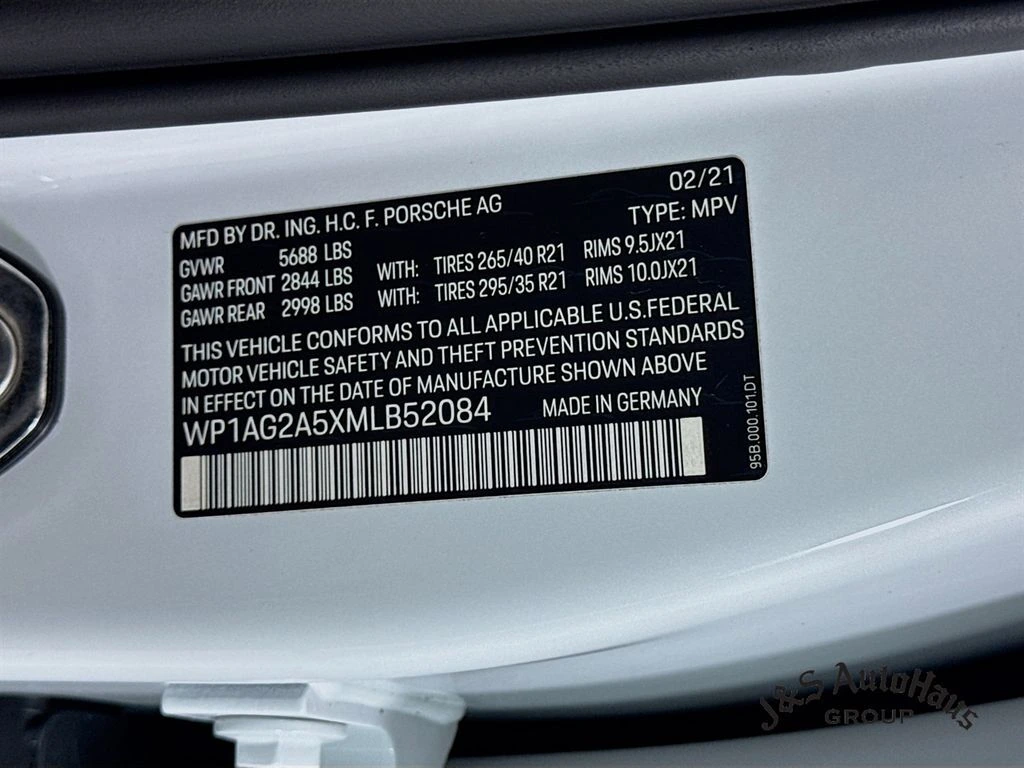 MFD BY DR. ING. H.C. F. PORSCHE AG 02/21
GVWR 5688 LBS TYPE: MPV
GAWR FRONT 2844 LBS WITH: TIRES 265/40 R21 RIMS 9.5JX21
GAWR REAR 2998 LBS WITH: TIRES 295/35 R21 RIMS 10.0JX21
THIS VEHICLE CONFORMS TO ALL APPLICABLE U.S.FEDERAL
MOTOR VEHICLE SAFETY AND THEFT PREVENTION STANDARDS
IN EFFECT ON THE DATE OF MANUFACTURE SHOWN ABOVE
WP1AG2A5XMLB52084 MADE IN GERMANY
95B.000.101.DT
J&S AutoHaus
GROUP